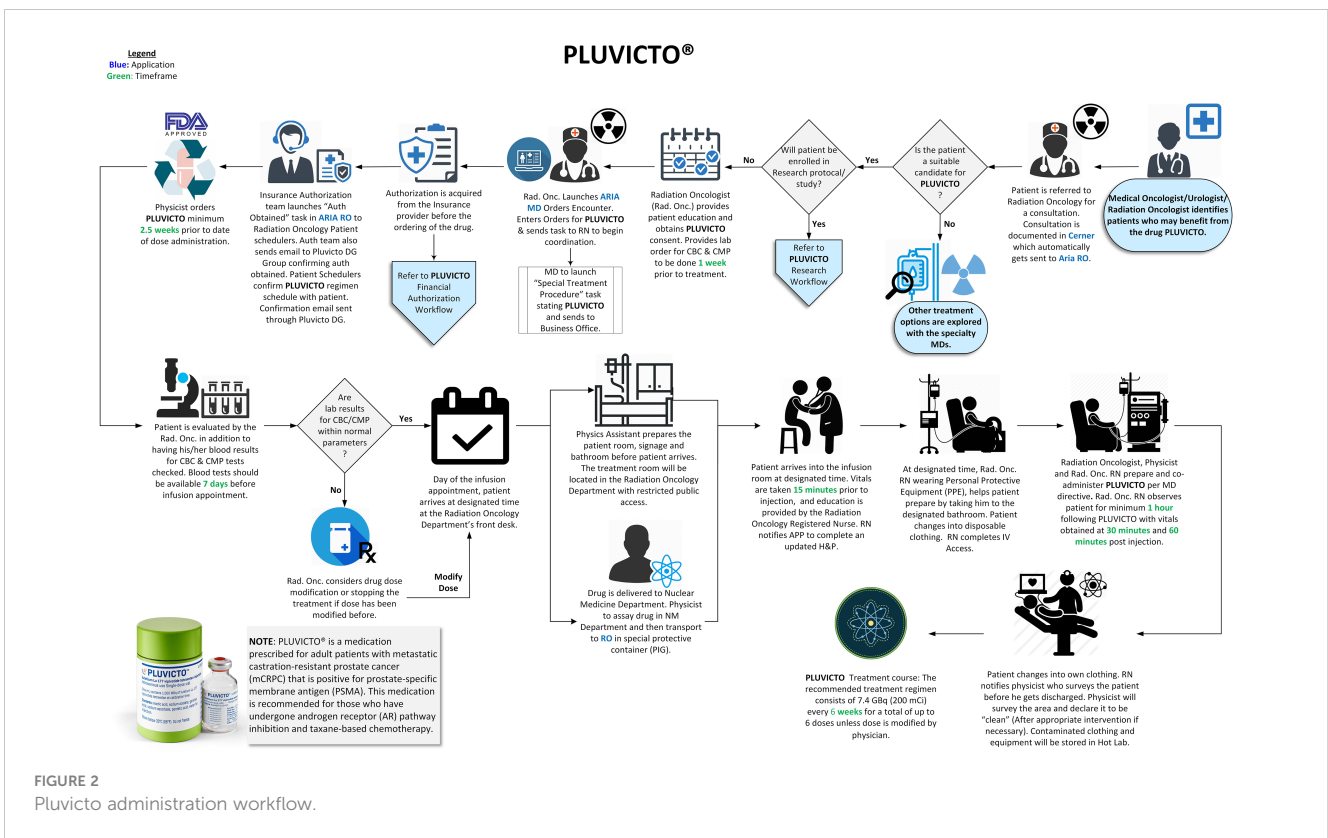 Legend
Blue: Application
Green: Timeframe
PLUVICTO®
Medical Oncologist/Urologist/
Radiation Oncologist identifies
patients who may benefit from
the drug PLUVICTO.
Patient is referred to
Radiation Oncology for
a consultation.
Consultation is
documented in Cerner
which automatically
gets sent to Aria RO.
Is the patient
a suitable
candidate for
PLUVICTO
?
No
Other treatment
options are explored
with the specialty
MDs.
Yes
Will patient be
enrolled in
Research protocal/
study?
Yes
Refer to
PLUVICTO
Research
Workflow
No
Radiation Oncologist
(Rad. Onc.) provides
patient education and
obtains PLUVICTO
consent. Provides lab
order for CBC & CMP
to be done 1 week
prior to treatment.
Rad. Onc. Launches ARIA
MD Orders Encounter.
Enters Orders for PLUVICTO
& sends task to RN to begin
coordination.
MD to launch
“Special Treatment
Procedure” task
stating PLUVICTO
and sends to
Business Office.
Authorization is acquired
from the Insurance
provider before the
ordering of the drug.
Refer to PLUVICTO
Financial
Authorization
Workflow
Insurance Authorization
team launches “Auth
Obtained” task in ARIA RO to
Radiation Oncology Patient
schedulers. Auth team also
sends email to Pluvicto DG
Group confirming auth
obtained. Patient Schedulers
confirm PLUVICTO regimen
schedule with patient.
Confirmation email sent
through Pluvicto DG.
FDA
APPROVED
Physicist orders
PLUVICTO minimum
2.5 weeks prior to date
of dose administration.
Patient is evaluated by the
Rad. Onc. in addition to
having his/her blood results
for CBC & CMP tests
checked. Blood tests should
be available 7 days before
infusion appointment.
Are
lab results
for CBC/CMP
within normal
parameters
?
Yes
No
Rx
Rad. Onc. considers drug dose
modification or stopping the
treatment if dose has been
modified before.
Modify
Dose
Day of the infusion
appointment, patient
arrives at designated time
at the Radiation Oncology
Department’s front desk.
Physics Assistant prepares the
patient room, signage and
bathroom before patient arrives.
The treatment room will be
located in the Radiation Oncology
Department with restricted public
access.
Drug is delivered to Nuclear
Medicine Department. Physicist
to assay drug in NM
Department and then transport
to RO in special protective
container (PIG).
Patient arrives into the infusion
room at designated time. Vitals
are taken 15 minutes prior to
injection, and education is
provided by the Radiation
Oncology Registered Nurse. RN
notifies APP to complete an
updated H&P.
At designated time, Rad. Onc.
RN wearing Personal Protective
Equipment (PPE), helps patient
prepare by taking him to the
designated bathroom. Patient
changes into disposable
clothing. RN completes IV
Access.
Radiation Oncologist, Physicist
and Rad. Onc. RN prepare and co-
administer PLUVICTO per MD
directive. Rad. Onc. RN observes
patient for minimum 1 hour
following PLUVICTO with vitals
obtained at 30 minutes and 60
minutes post injection.
Patient changes into own clothing. RN
notifies physicist who surveys the patient
before he gets discharged. Physicist will
survey the area and declare it to be
“clean” (After appropriate intervention if
necessary). Contaminated clothing and
equipment will be stored in Hot Lab.
PLUVICTO Treatment course: The
recommended treatment regimen
consists of 7.4 GBq (200 mCi)
every 6 weeks for a total of up to
6 doses unless dose is modified by
physician.
PLUVICTO
PLUVICTO
NOTE: PLUVICTO® is a medication
prescribed for adult patients with metastatic
castration-resistant prostate cancer
(mCRPC) that is positive for prostate-specific
membrane antigen (PSMA). This medication
is recommended for those who have
undergone androgen receptor (AR) pathway
inhibition and taxane-based chemotherapy.
FIGURE 2
Pluvicto administration workflow.